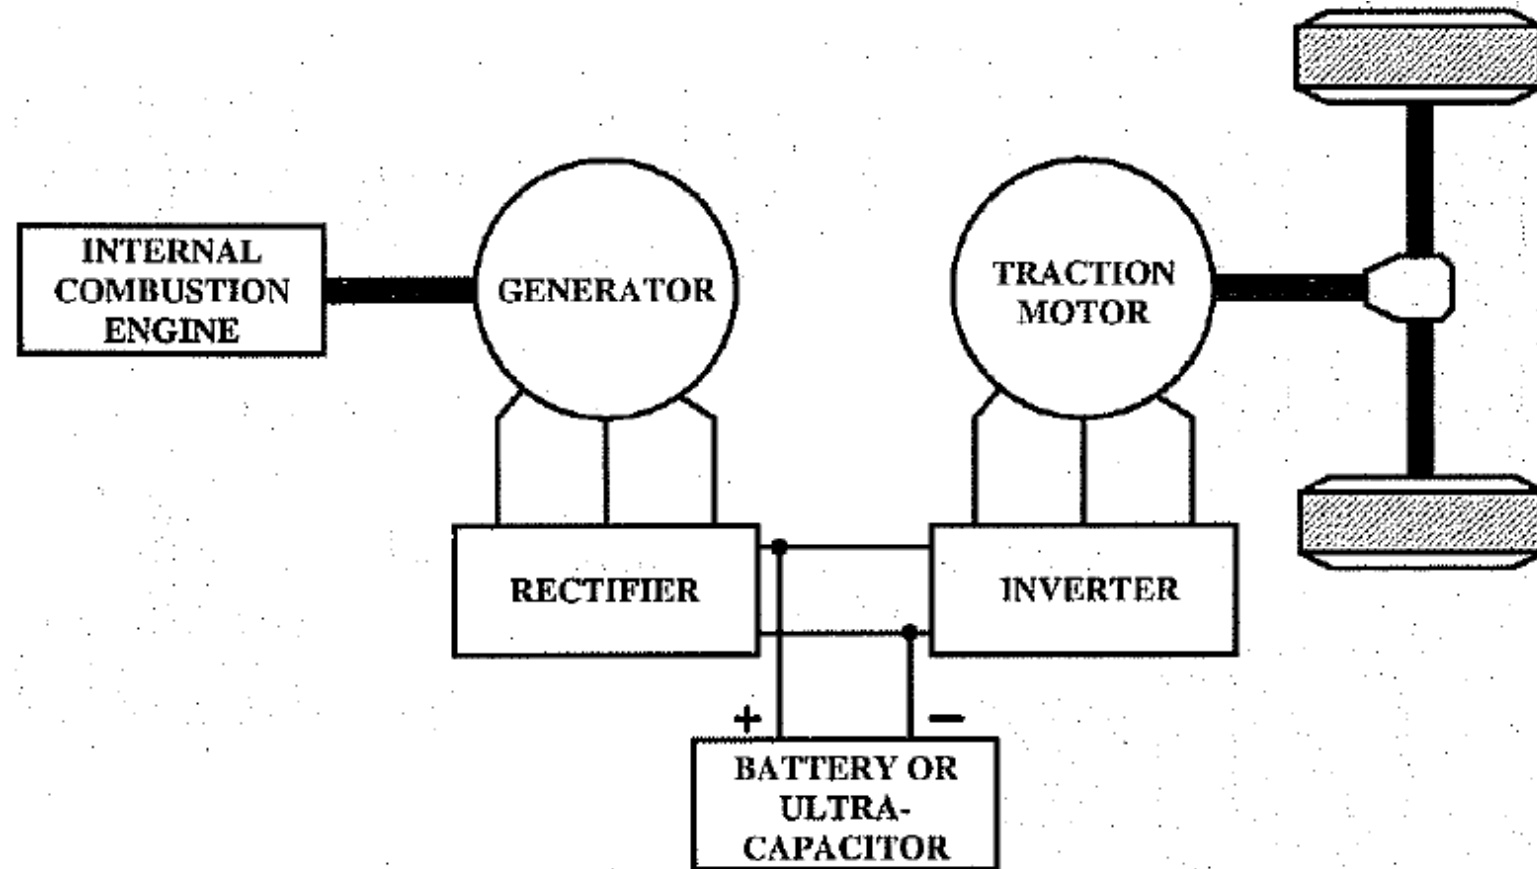 INTERNAL
COMBUSTION
ENGINE
GENERATOR
TRACTION
MOTOR
RECTIFIER
INVERTER
+ −
BATTERY OR
ULTRA-
CAPACITOR